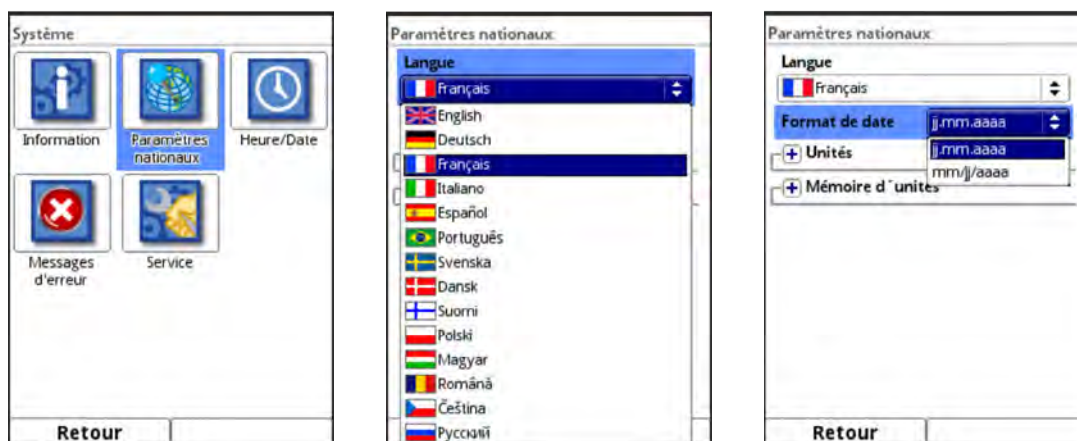 Système
Information
Paramètres
nationaux
Heure/Date
Messages
d'erreur
Service
Retour
Paramètres nationaux
Langue
Français
English
Deutsch
Français
Italiano
Español
Português
Svenska
Dansk
Suomi
Polski
Magyar
Română
Čeština
Русский
Paramètres nationaux
Langue
Français
Format de date jj.mm.aaaa
jj.mm.aaaa
mm/jj/aaaa
+ Unités
+ Mémoire d´unités
Retour